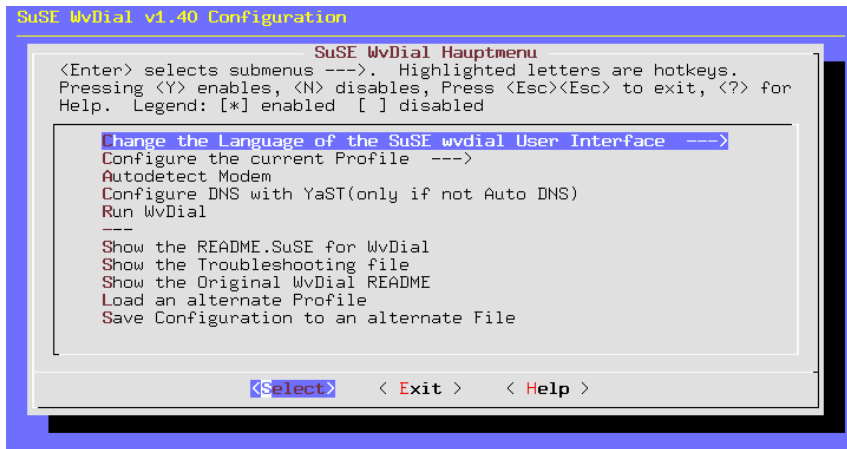 SuSE WvDial v1.40 Configuration
SuSE WvDial Hauptmenu
<Enter> selects submenus --->.  Highlighted letters are hotkeys.
Pressing <Y> enables, <N> disables, Press <Esc><Esc> to exit, <?> for
Help.  Legend: [*] enabled  [ ] disabled
Change the Language of the SuSE wvdial User Interface  --->
Configure the current Profile  --->
Autodetect Modem
Configure DNS with YaST(only if not Auto DNS)
Run WvDial
---
Show the README.SuSE for WvDial
Show the Troubleshooting file
Show the Original WvDial README
Load an alternate Profile
Save Configuration to an alternate File
<Select>    < Exit >    < Help >